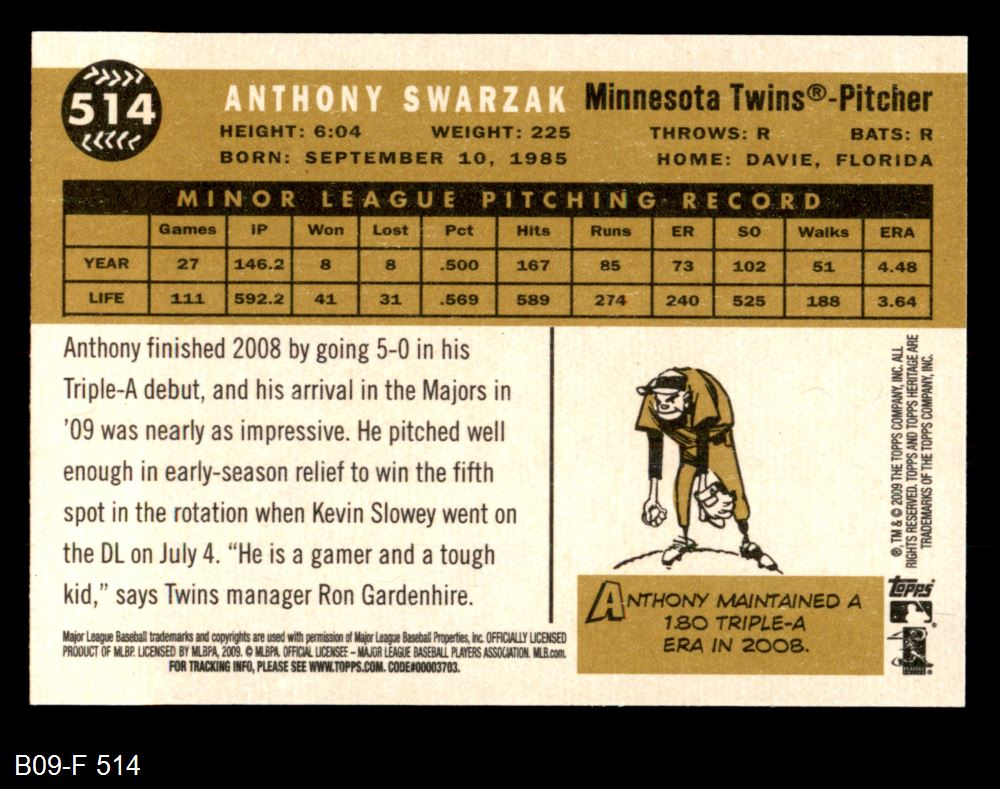 514
ANTHONY SWARZAK Minnesota Twins®-Pitcher
HEIGHT: 6:04 WEIGHT: 225 THROWS: R BATS: R
BORN: SEPTEMBER 10, 1985 HOME: DAVIE, FLORIDA
MINOR LEAGUE PITCHING RECORD
Games IP Won Lost Pct Hits Runs ER SO Walks ERA
YEAR 27 146.2 8 8 .500 167 85 73 102 51 4.48
LIFE 111 592.2 41 31 .569 589 274 240 525 188 3.64
Anthony finished 2008 by going 5-0 in his
Triple-A debut, and his arrival in the Majors in
'09 was nearly as impressive. He pitched well
enough in early-season relief to win the fifth
spot in the rotation when Kevin Slowey went on
the DL on July 4. “He is a gamer and a tough
kid,” says Twins manager Ron Gardenhire.
Major League Baseball trademarks and copyrights are used with permission of Major League Baseball Properties, Inc. OFFICIALLY LICENSED
PRODUCT OF MLBP. LICENSED BY MLBPA, 2009. © MLBPA. OFFICIAL LICENSEE – MAJOR LEAGUE BASEBALL PLAYERS ASSOCIATION. MLB.com.
FOR TRACKING INFO, PLEASE SEE WWW.TOPPS.COM. CODE#00003703.
ANTHONY MAINTAINED A
1.80 TRIPLE-A
ERA IN 2008.
®, TM & © 2009 THE TOPPS COMPANY, INC. ALL
RIGHTS RESERVED. TOPPS AND TOPPS HERITAGE ARE
TRADEMARKS OF THE TOPPS COMPANY, INC.
topps
B09-F 514